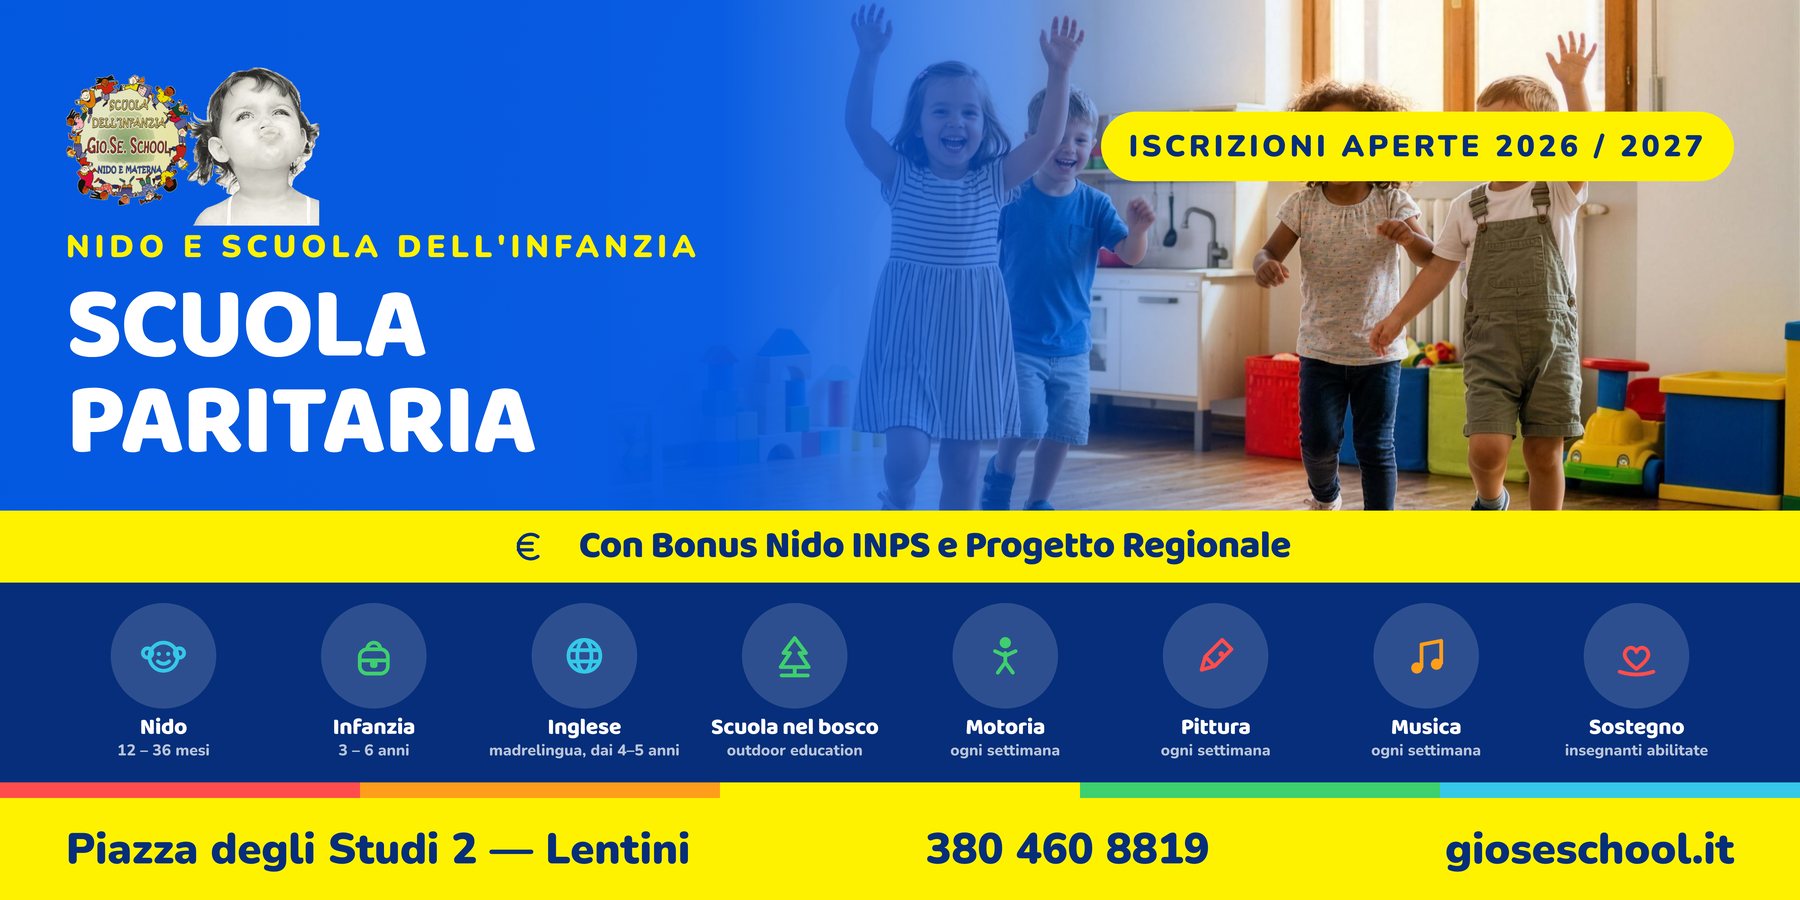 SCUOLA
DELL'INFANZIA
GIO.SE. SCHOOL
NIDO E MATERNA
ISCRIZIONI APERTE 2026 / 2027
NIDO E SCUOLA DELL'INFANZIA
SCUOLA
PARITARIA
€ Con Bonus Nido INPS e Progetto Regionale
Nido
12 – 36 mesi
Infanzia
3 – 6 anni
Inglese
madrelingua, dai 4–5 anni
Scuola nel bosco
outdoor education
Motoria
ogni settimana
Pittura
ogni settimana
Musica
ogni settimana
Sostegno
insegnanti abilitate
Piazza degli Studi 2 — Lentini
380 460 8819
gioseschool.it